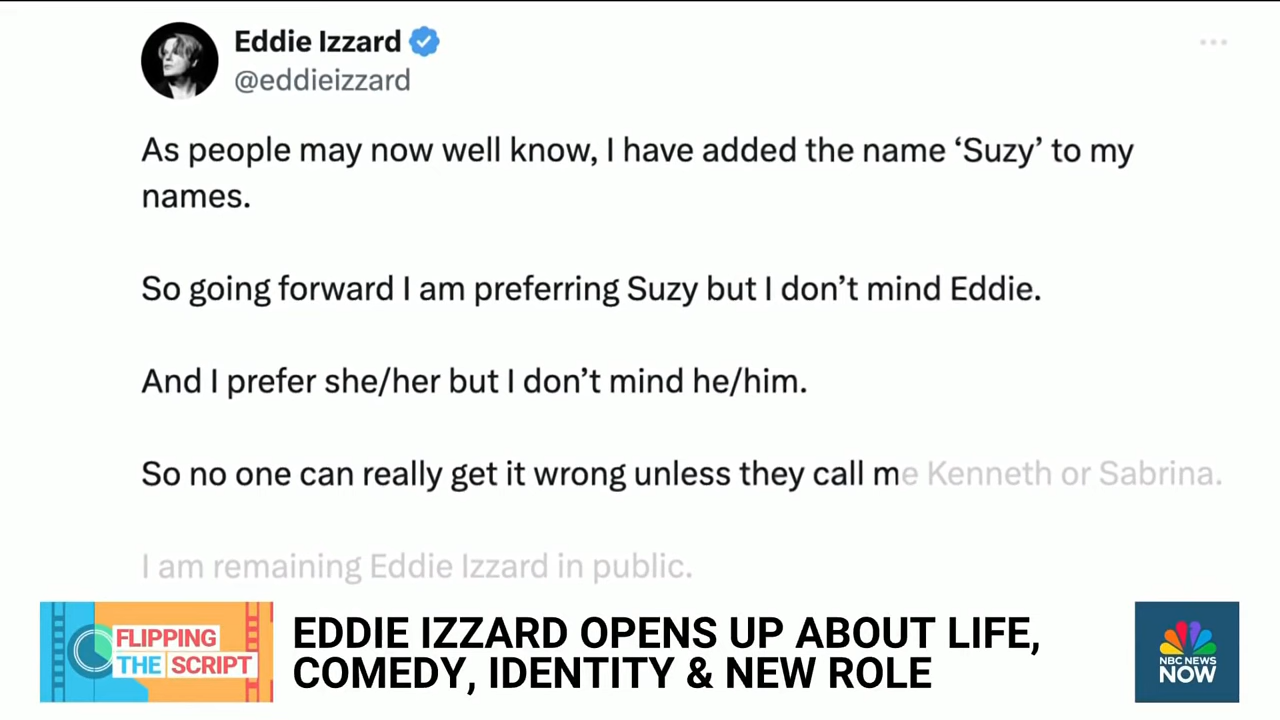 Eddie Izzard
@eddieizzard
As people may now well know, I have added the name ‘Suzy’ to my
names.
So going forward I am preferring Suzy but I don’t mind Eddie.
And I prefer she/her but I don’t mind he/him.
So no one can really get it wrong unless they call me Kenneth or Sabrina.
I am remaining Eddie Izzard in public.
FLIPPING
THE SCRIPT
EDDIE IZZARD OPENS UP ABOUT LIFE,
COMEDY, IDENTITY & NEW ROLE
NBC NEWS
NOW